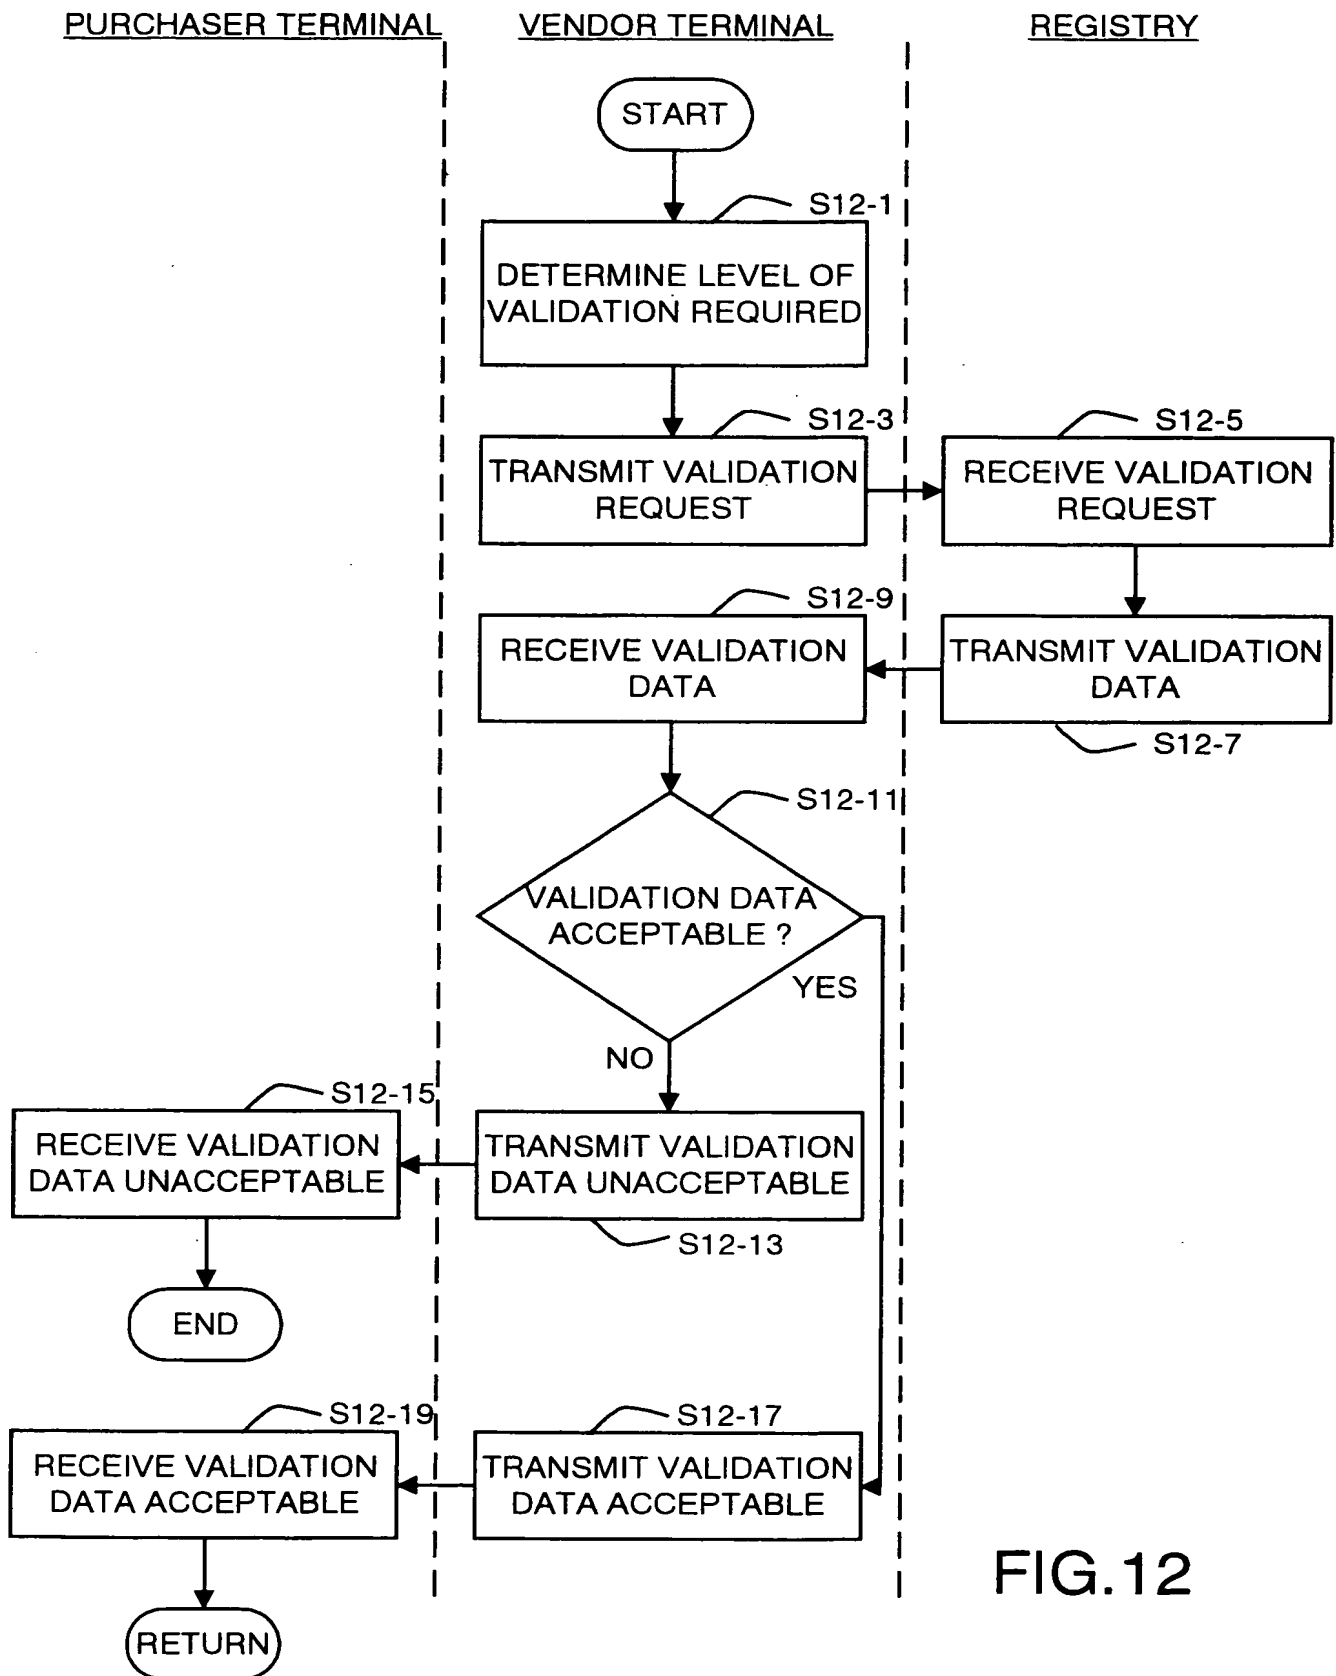 PURCHASER TERMINAL
VENDOR TERMINAL
REGISTRY
START
S12-1
DETERMINE LEVEL OF
VALIDATION REQUIRED
S12-3
TRANSMIT VALIDATION
REQUEST
S12-5
RECEIVE VALIDATION
REQUEST
S12-9
RECEIVE VALIDATION
DATA
TRANSMIT VALIDATION
DATA
S12-7
S12-11
VALIDATION DATA
ACCEPTABLE ?
YES
NO
S12-15
RECEIVE VALIDATION
DATA UNACCEPTABLE
TRANSMIT VALIDATION
DATA UNACCEPTABLE
S12-13
END
S12-19
RECEIVE VALIDATION
DATA ACCEPTABLE
S12-17
TRANSMIT VALIDATION
DATA ACCEPTABLE
RETURN
FIG.12